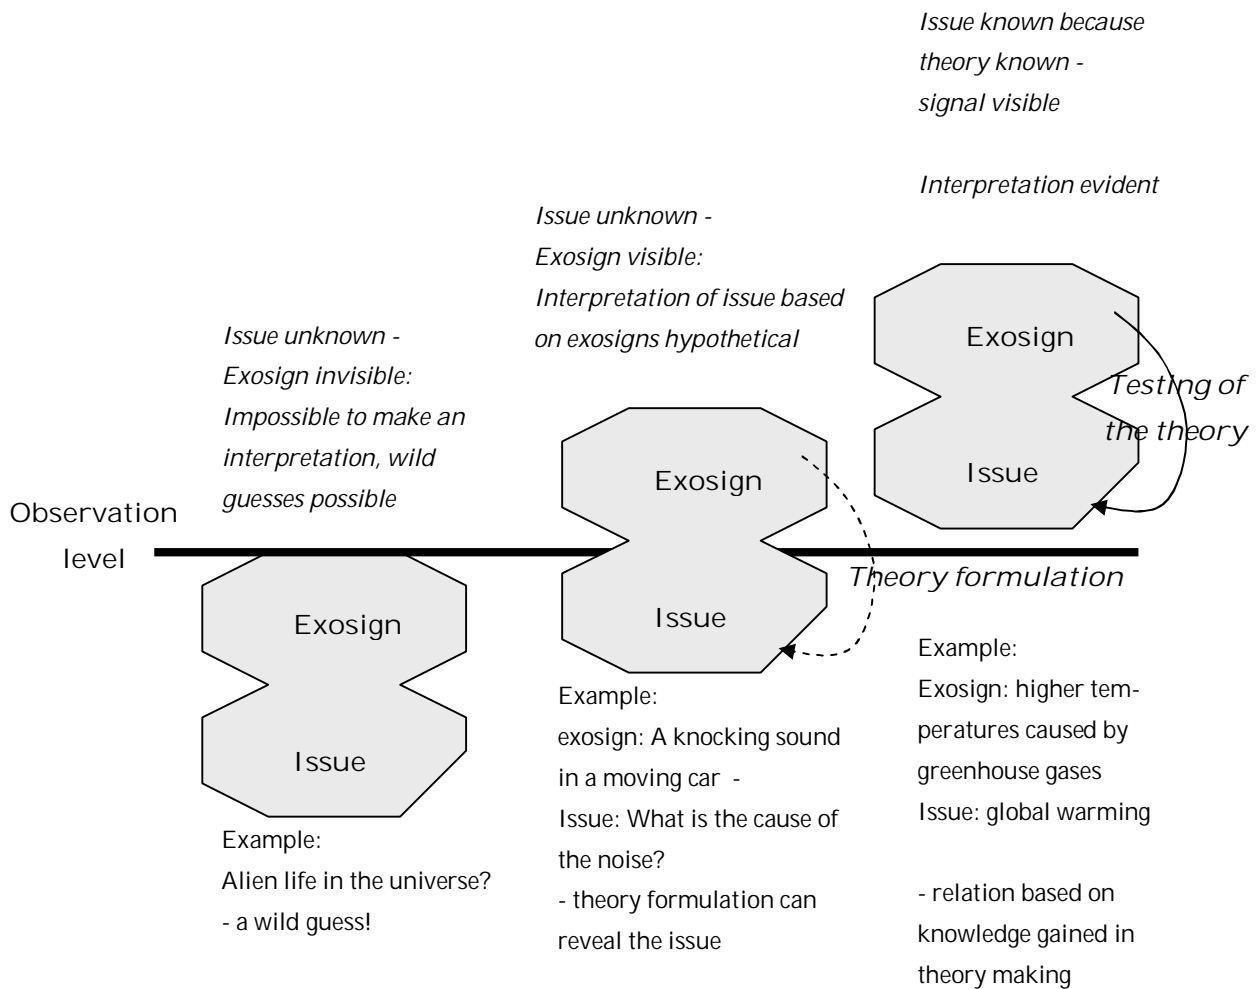 Issue known because
theory known -
signal visible
Interpretation evident
Issue unknown -
Exosign visible:
Interpretation of issue based
on exosigns hypothetical
Issue unknown -
Exosign invisible:
Impossible to make an
interpretation, wild
guesses possible
Observation
level
Exosign
Issue
Example:
Alien life in the universe?
- a wild guess!
Exosign
Issue
Theory formulation
Example:
exosign: A knocking sound
in a moving car -
Issue: What is the cause of
the noise?
- theory formulation can
reveal the issue
Exosign
Issue
Testing of
the theory
Example:
Exosign: higher tem-
peratures caused by
greenhouse gases
Issue: global warming
- relation based on
knowledge gained in
theory making